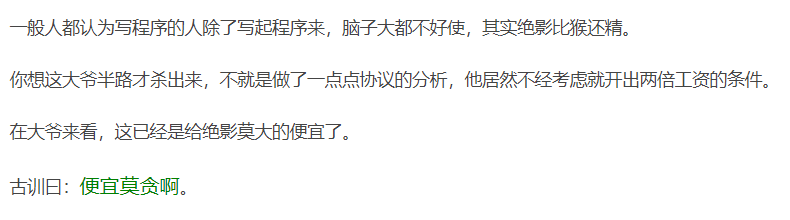 一般人都认为写程序的人除了写起程序来，脑子大都不好使，其实绝影比猴还精。
你想这大爷半路才杀出来，不就是做了一点点协议的分析，他居然不经考虑就开出两倍工资的条件。
在大爷来看，这已经是给绝影莫大的便宜了。
古训曰：便宜莫贪啊。